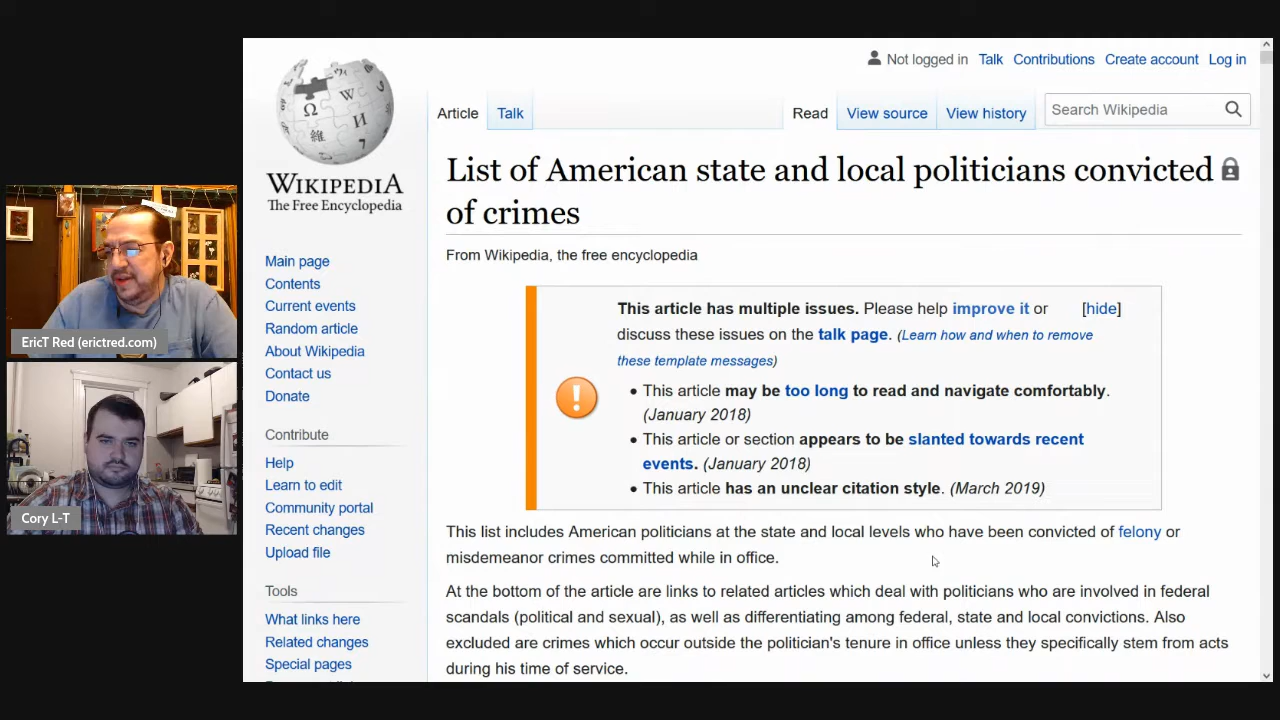 Not logged in Talk Contributions Create account Log in
Article Talk Read View source View history Search Wikipedia
WIKIPEDIA
The Free Encyclopedia
List of American state and local politicians convicted
of crimes
From Wikipedia, the free encyclopedia
Main page
Contents
Current events
Random article
About Wikipedia
Contact us
Donate
Contribute
Help
Learn to edit
Community portal
Recent changes
Upload file
Tools
What links here
Related changes
Special pages
This article has multiple issues. Please help improve it or [hide]
discuss these issues on the talk page. (Learn how and when to remove
these template messages)
• This article may be too long to read and navigate comfortably.
(January 2018)
• This article or section appears to be slanted towards recent
events. (January 2018)
• This article has an unclear citation style. (March 2019)
This list includes American politicians at the state and local levels who have been convicted of felony or
misdemeanor crimes committed while in office.
At the bottom of the article are links to related articles which deal with politicians who are involved in federal
scandals (political and sexual), as well as differentiating among federal, state and local convictions. Also
excluded are crimes which occur outside the politician's tenure in office unless they specifically stem from acts
during his time of service.
EricT Red (erictred.com)
Cory L-T